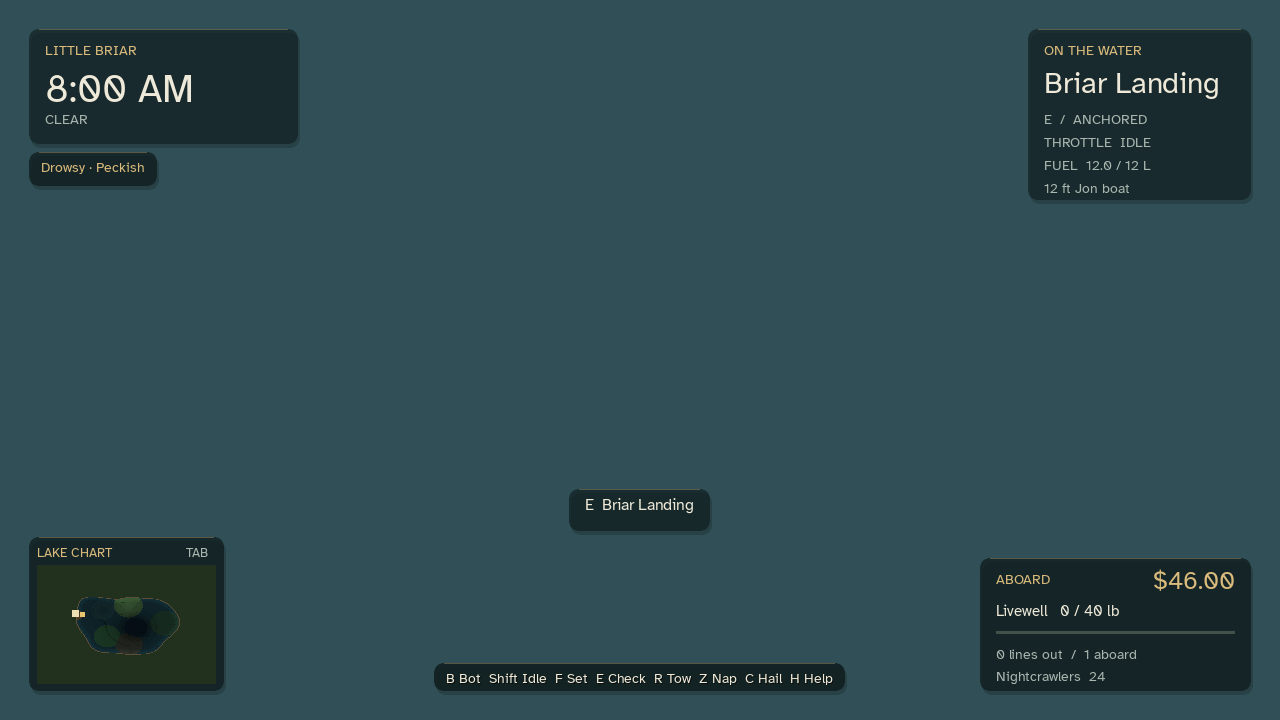 LITTLE BRIAR
8:00 AM
CLEAR
Drowsy · Peckish
ON THE WATER
Briar Landing
E / ANCHORED
THROTTLE IDLE
FUEL 12.0 / 12 L
12 ft Jon boat
E Briar Landing
LAKE CHART TAB
ABOARD $46.00
Livewell 0 / 40 lb
0 lines out / 1 aboard
Nightcrawlers 24
B Bot Shift Idle F Set E Check R Tow Z Nap C Hail H Help